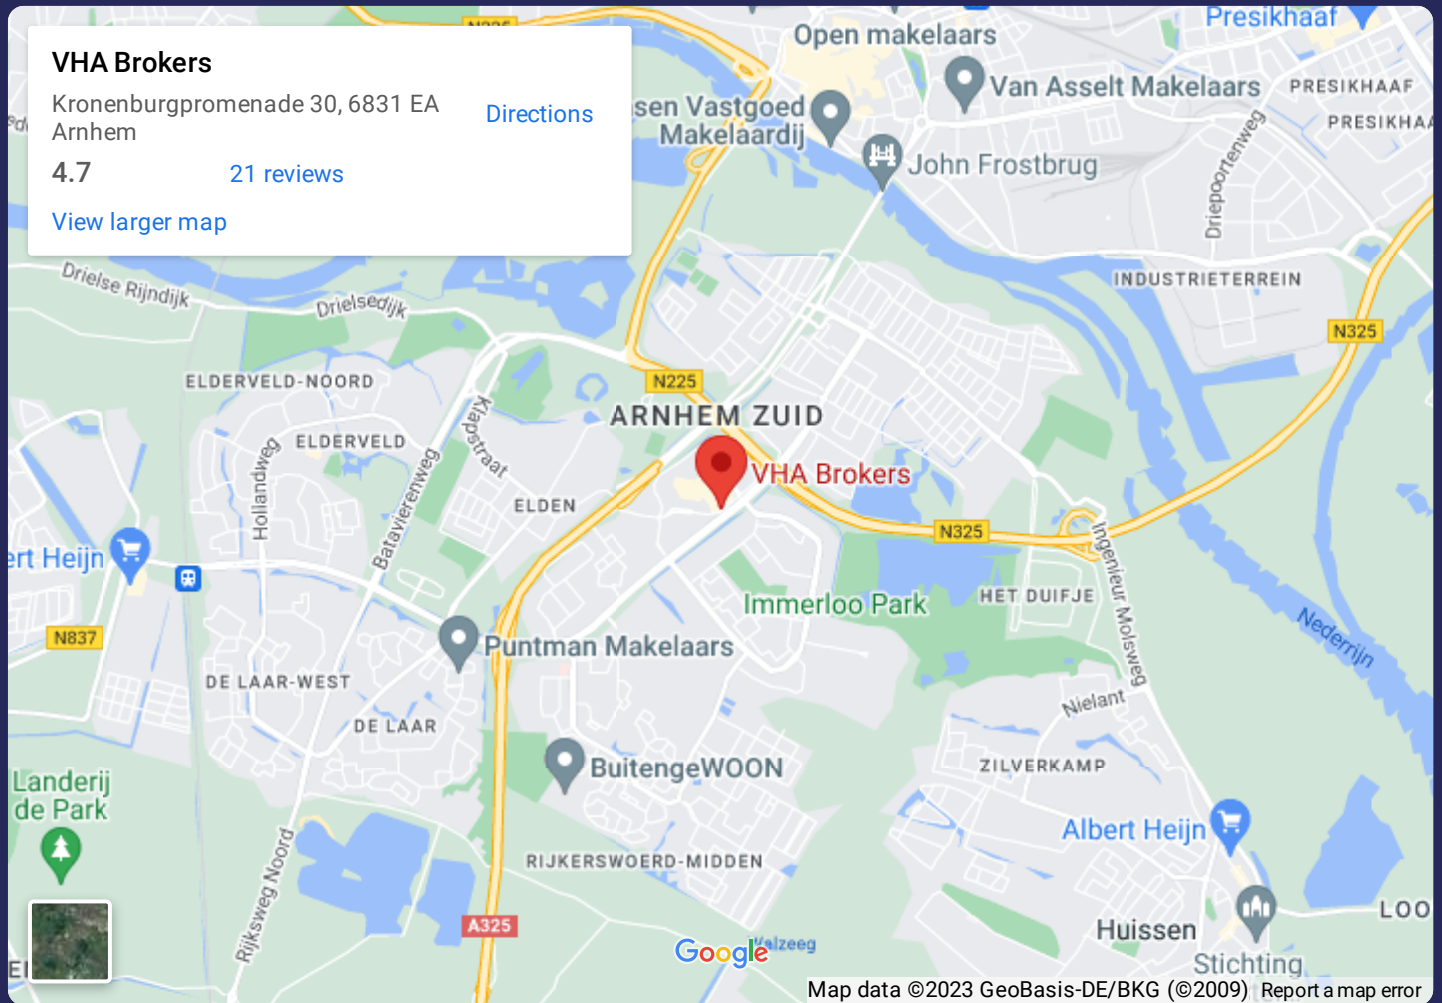 VHA Brokers
Kronenburgpromenade 30, 6831 EA
Arnhem
Directions
4.7
21 reviews
View larger map
Presikhaaf
Open makelaars
Van Asselt Makelaars
PRESIKHAAF
sen Vastgoed
Makelaardij
John Frostbrug
Driepoortenweg
Drielse Rijndijk
Drielsedijk
INDUSTRIETERREIN
N325
ELDERVELD-NOORD
N225
ARNHEM ZUID
ELDERVELD
Klapstraat
Hollandweg
Batavierenweg
VHA Brokers
ELDEN
N325
Ingenieur Molsweg
ert Heijn
Immerloo Park
HET DUIFJE
N837
Puntman Makelaars
Nederrijn
DE LAAR-WEST
Nielant
DE LAAR
BuitengeWOON
ZILVERKAMP
Landerij
de Park
Albert Heijn
RIJKERSWOERD-MIDDEN
Rijksweg Noord
A325
LOO
Huissen
Google
Stichting
Map data ©2023 GeoBasis-DE/BKG (©2009)
Report a map error